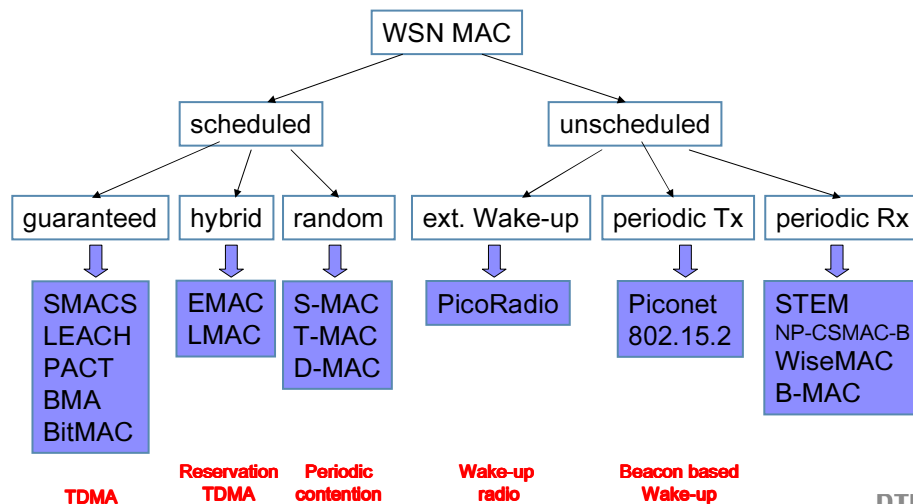 WSN MAC
scheduled
unscheduled
guaranteed
hybrid
random
ext. Wake-up
periodic Tx
periodic Rx
SMACS
LEACH
PACT
BMA
BitMAC
EMAC
LMAC
S-MAC
T-MAC
D-MAC
PicoRadio
Piconet
802.15.2
STEM
NP-CSMAC-B
WiseMAC
B-MAC
TDMA
Reservation
TDMA
Periodic
contention
Wake-up
radio
Beacon based
Wake-up